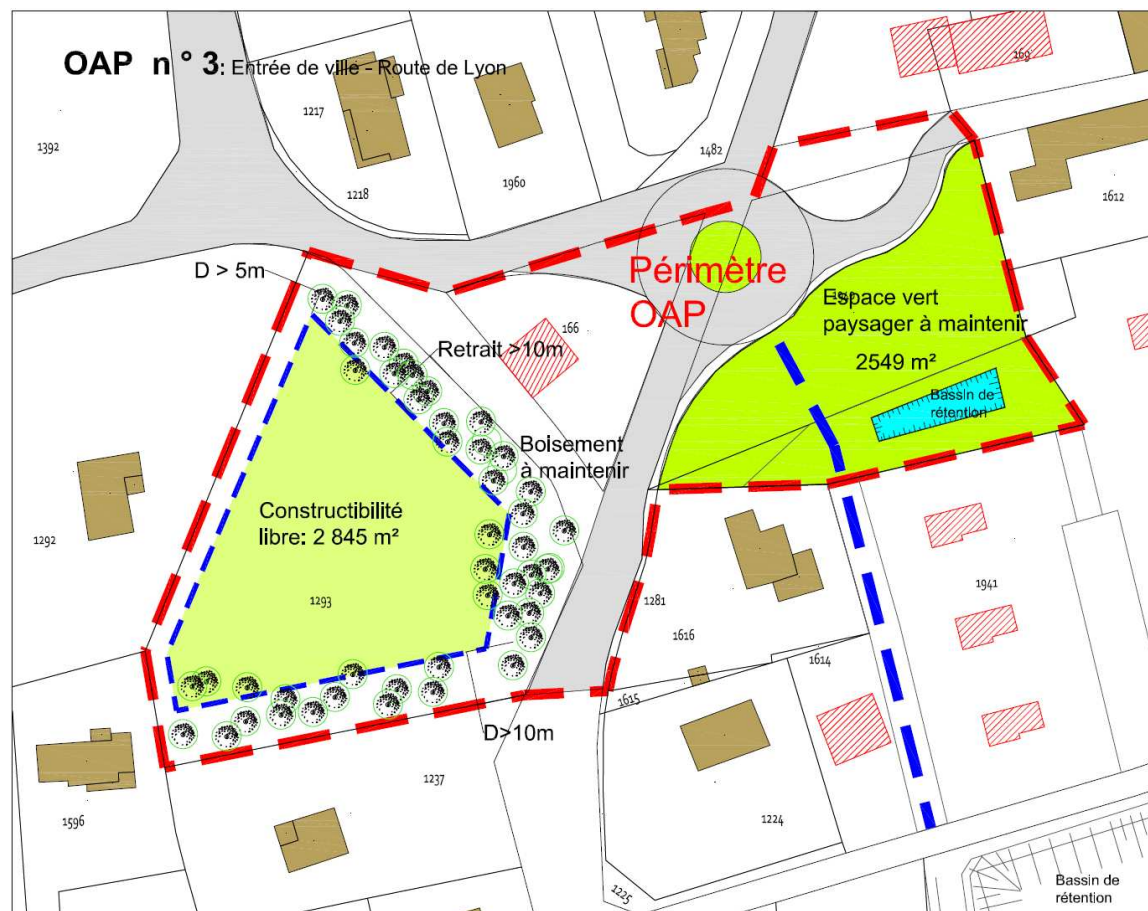 OAP n ° 3: Entrée de ville - Route de Lyon
169
1217
1392
1482
1218
1960
1612
D > 5m
Périmètre
OAP
Espace vert
paysager à maintenir
2549 m²
166
Retrait >10m
Bassin de
rétention
Boisement
à maintenir
Constructibilité
libre: 2 845 m²
1292
1293
1281
1941
1616
1614
1615
D>10m
1237
1596
1224
1225
Bassin de
rétention